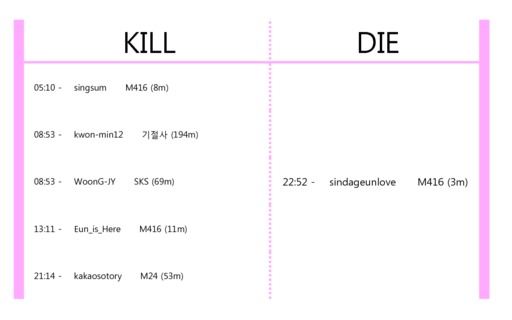 KILL
DIE
05:10 - singsum M416 (8m)
08:53 - kwon-min12 기절사 (194m)
08:53 - WoonG-JY SKS (69m)
13:11 - Eun_is_Here M416 (11m)
21:14 - kakaosotory M24 (53m)
22:52 - sindageunlove M416 (3m)